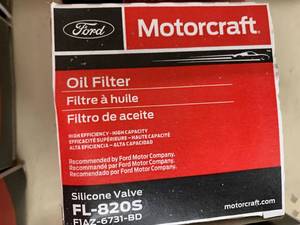 Ford
Motorcraft®
Oil Filter
Filtre à huile
Filtro de aceite
HIGH EFFICIENCY - HIGH CAPACITY
EFFICACITÉ SUPÉRIEURE - HAUTE CAPACITÉ
ALTA EFICIENCIA - ALTA CAPACIDAD
Recommended by Ford Motor Company.
Recommandé par Ford Motor Company.
Recomendado por Ford Motor Company.
Silicone Valve
FL-820S
F1AZ-6731-BD
motorcraft.com